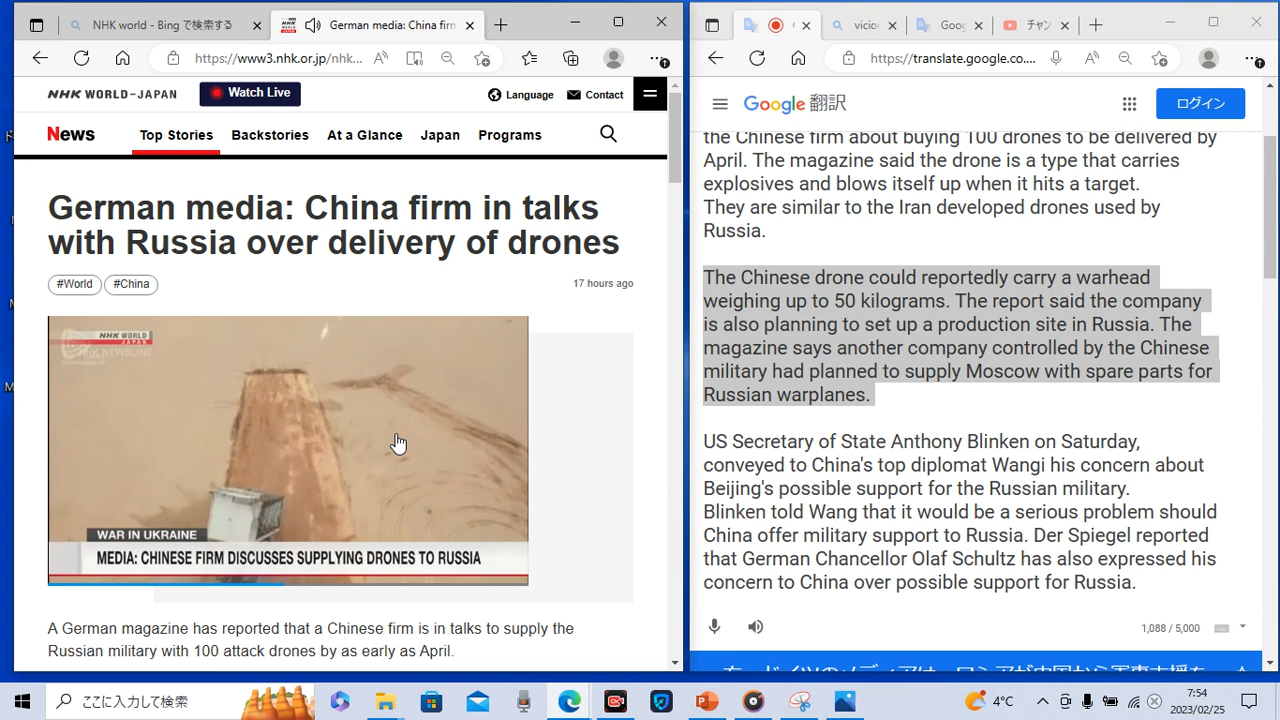 NHK world - Bing で検索する
German media: China firm
https://www3.nhk.or.jp/nhk...
NHK WORLD-JAPAN
Watch Live
Language
Contact
News
Top Stories
Backstories
At a Glance
Japan
Programs
German media: China firm in talks
with Russia over delivery of drones
#World
#China
17 hours ago
NHK WORLD
JAPAN
NHK NEWSLINE
WAR IN UKRAINE
MEDIA: CHINESE FIRM DISCUSSES SUPPLYING DRONES TO RUSSIA
A German magazine has reported that a Chinese firm is in talks to supply the
Russian military with 100 attack drones by as early as April.
viciou
Goog
チャン
https://translate.google.co....
Google 翻訳
ログイン
the Chinese firm about buying 100 drones to be delivered by
April. The magazine said the drone is a type that carries
explosives and blows itself up when it hits a target.
They are similar to the Iran developed drones used by
Russia.
The Chinese drone could reportedly carry a warhead
weighing up to 50 kilograms. The report said the company
is also planning to set up a production site in Russia. The
magazine says another company controlled by the Chinese
military had planned to supply Moscow with spare parts for
Russian warplanes.
US Secretary of State Anthony Blinken on Saturday,
conveyed to China's top diplomat Wangi his concern about
Beijing's possible support for the Russian military.
Blinken told Wang that it would be a serious problem should
China offer military support to Russia. Der Spiegel reported
that German Chancellor Olaf Schultz has also expressed his
concern to China over possible support for Russia.
1,088 / 5,000
ここに入力して検索
4°C
7:54
2023/02/25